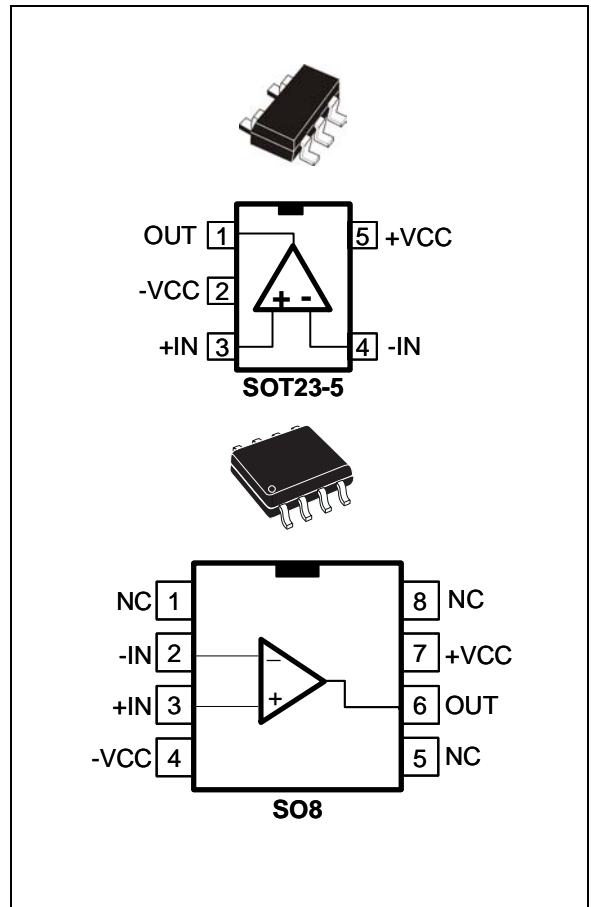 OUT 1 5 +VCC
-VCC 2
+IN 3 4 -IN
+ -
SOT23-5
NC 1 8 NC
-IN 2 7 +VCC
+IN 3 6 OUT
-VCC 4 5 NC
– +
SO8